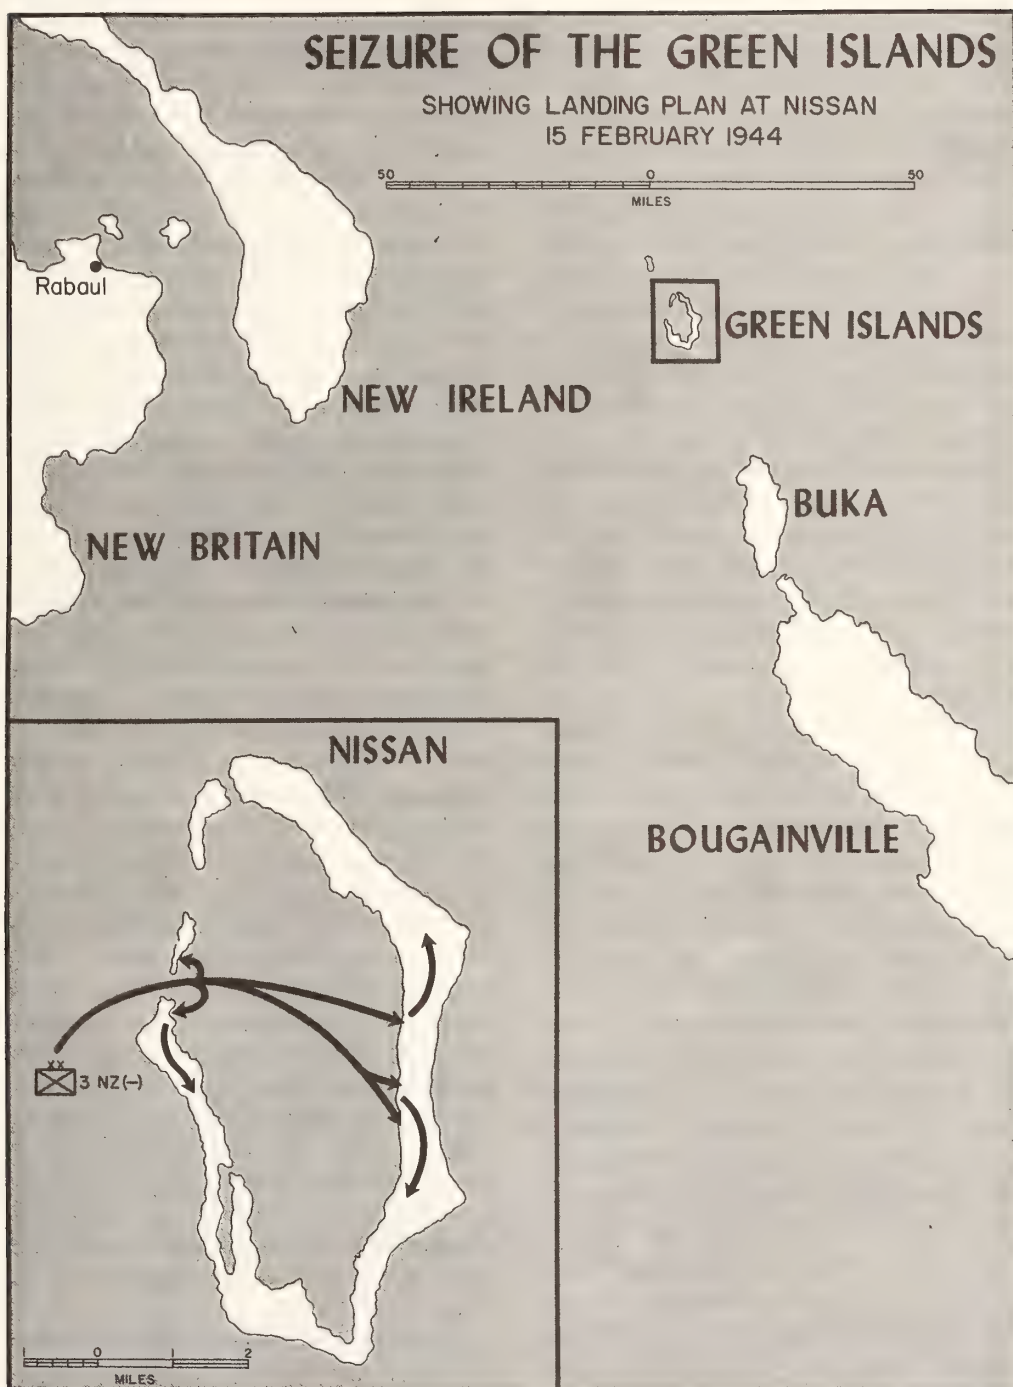 SEIZURE OF THE GREEN ISLANDS
SHOWING LANDING PLAN AT NISSAN
15 FEBRUARY 1944
50 0 50
MILES
Rabaul
GREEN ISLANDS
NEW IRELAND
BUKA
NEW BRITAIN
NISSAN
BOUGAINVILLE
XX
3 NZ(-)
1 0 1 2
MILES